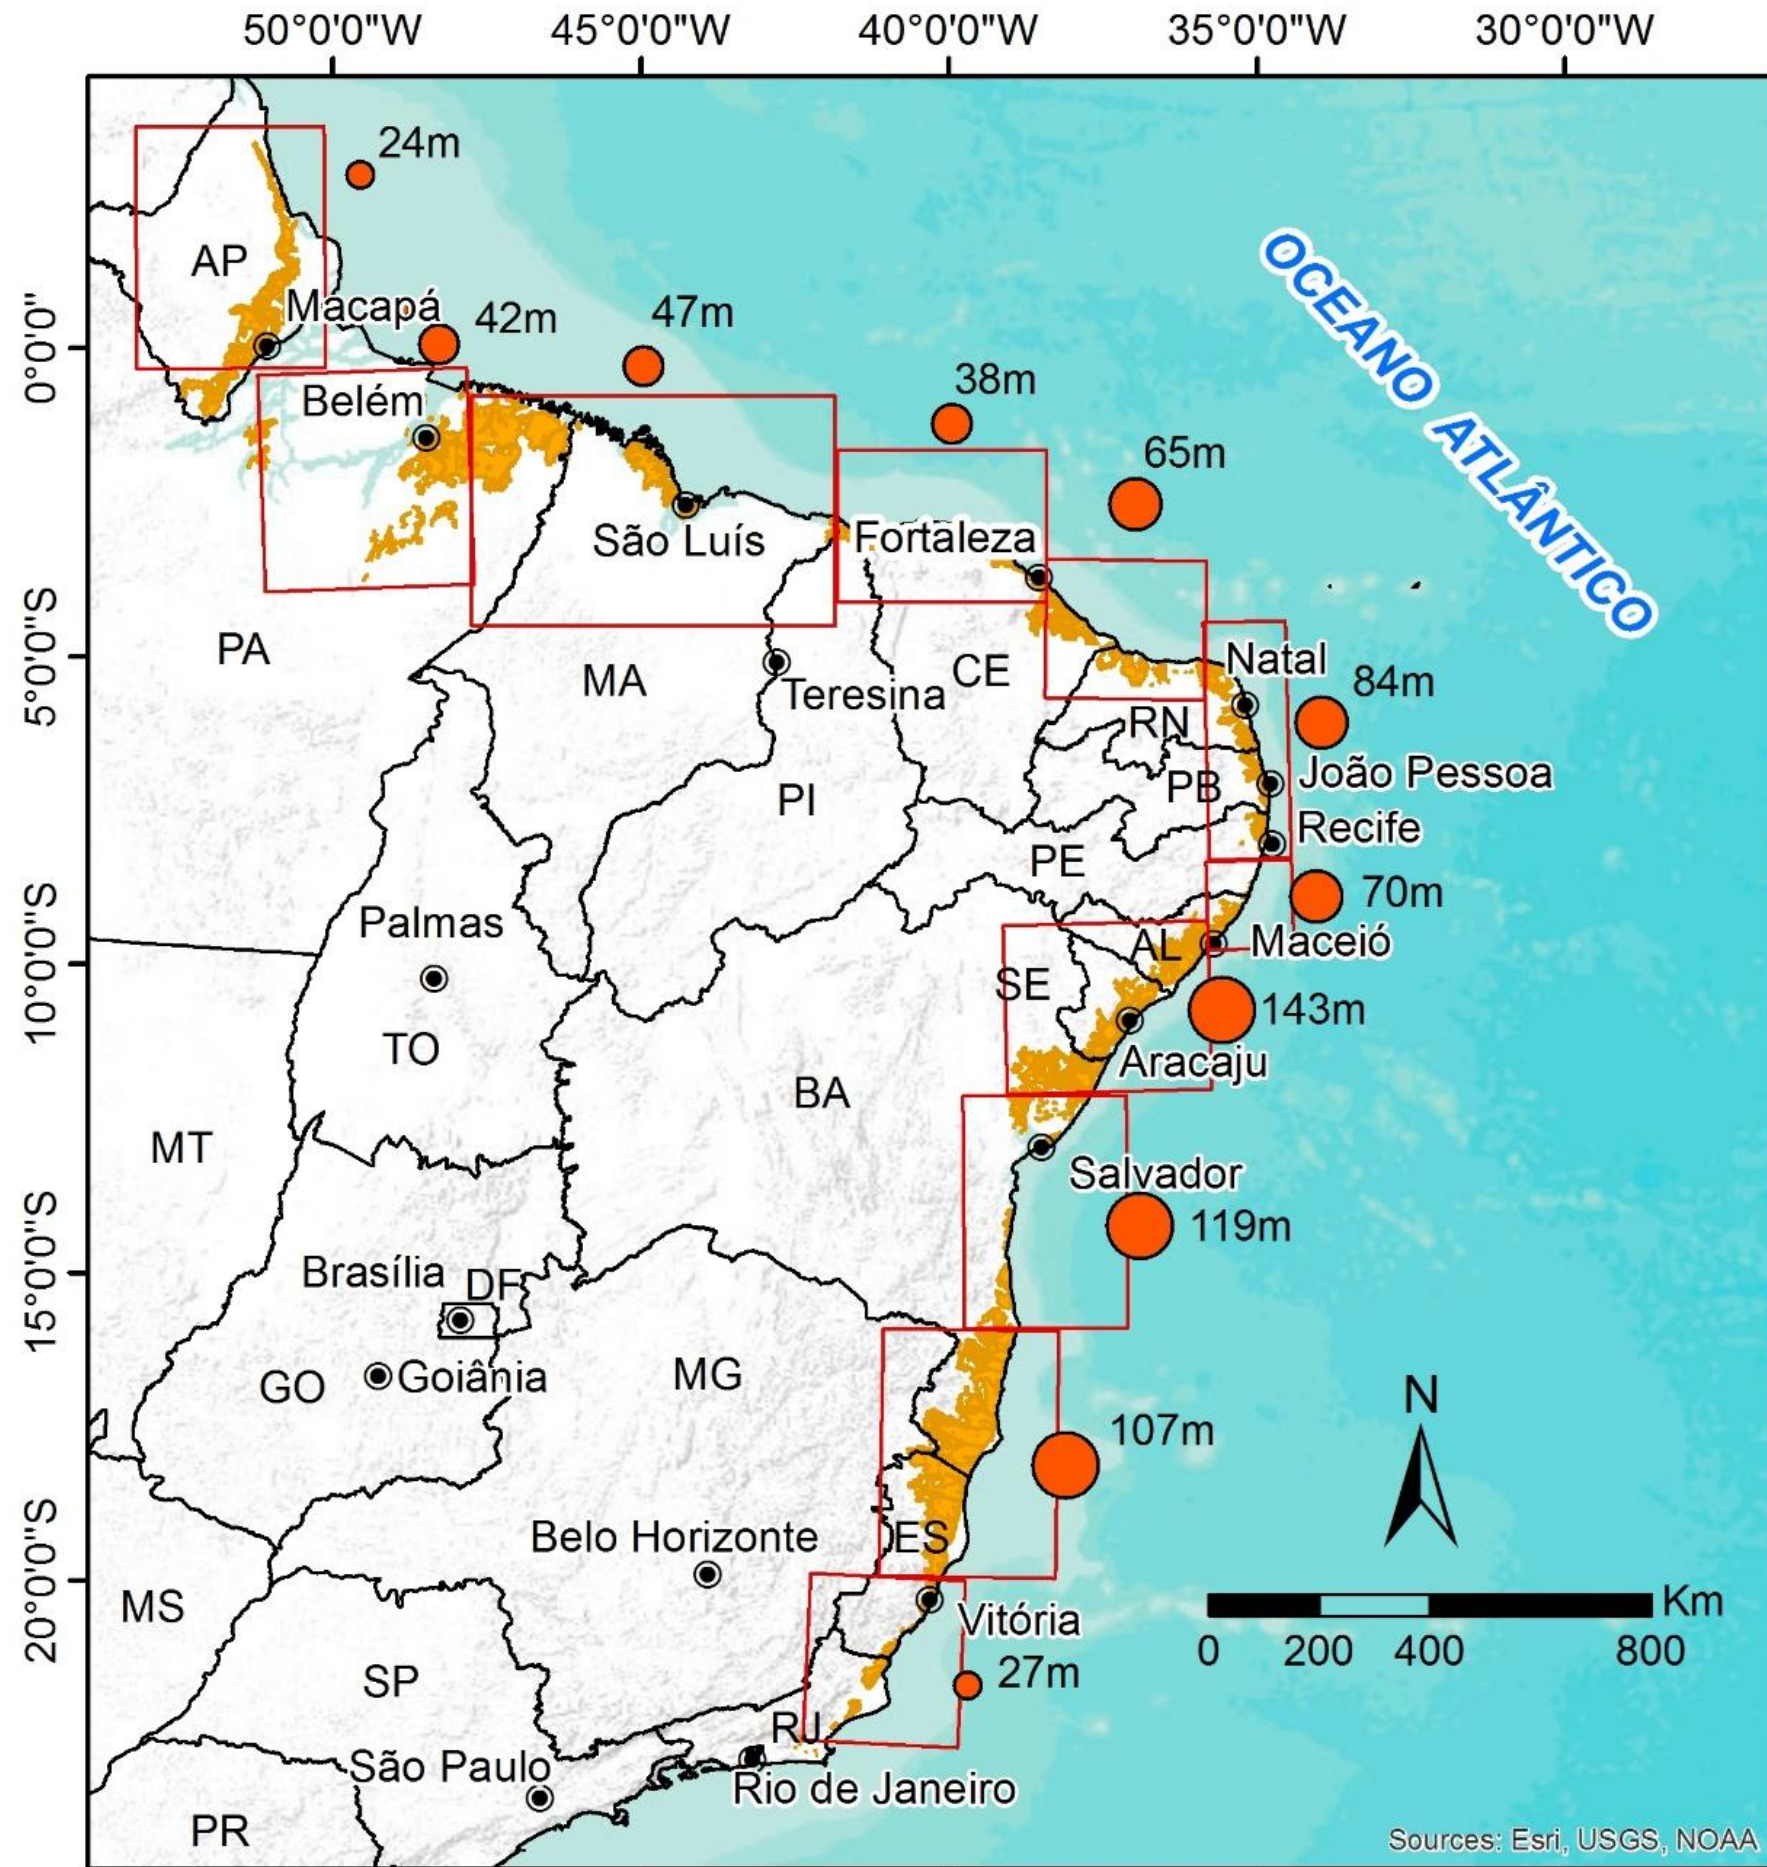 50°0'0"W
45°0'0"W
40°0'0"W
35°0'0"W
30°0'0"W
24m
AP
Macapá
42m
47m
0°0'0"
Belém
38m
65m
OCEANO ATLÂNTICO
São Luís
Fortaleza
5°0'0"S
PA
MA
Teresina
CE
Natal
84m
RN
PI
PB
João Pessoa
Recife
PE
70m
Palmas
10°0'0"S
AL
Maceió
SE
143m
TO
Aracaju
BA
MT
Salvador
119m
15°0'0"S
Brasília
DF
GO
Goiânia
MG
N
107m
Belo Horizonte
ES
20°0'0"S
MS
Vitória
Km
0
200
400
800
27m
SP
RJ
São Paulo
Rio de Janeiro
PR
Sources: Esri, USGS, NOAA